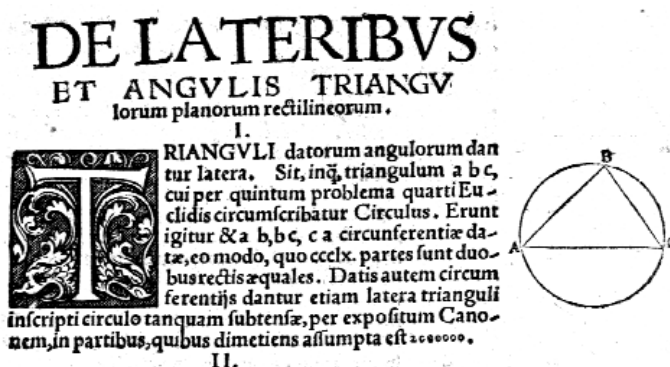 DE LATERIBVS
ET ANGVLIS TRIANGV
lorum planorum rectilineorum.
I.
TRIANGVLI datorum angulorum dan
tur latera. Sit, inq̃, triangulum a b c,
cui per quintum problema quarti Eu-
clidis circumscribatur Circulus. Erunt
igitur & a b, b c, c a circunferentiæ da-
tæ, eo modo, quo ccclx. partes sunt duo-
bus rectis æquales. Datis autem circum
ferentijs dantur etiam latera trianguli
inscripti circulo tanquam subtensæ, per expositum Cano-
nem, in partibus, quibus dimetiens assumpta est 2000000.
II.
B
A